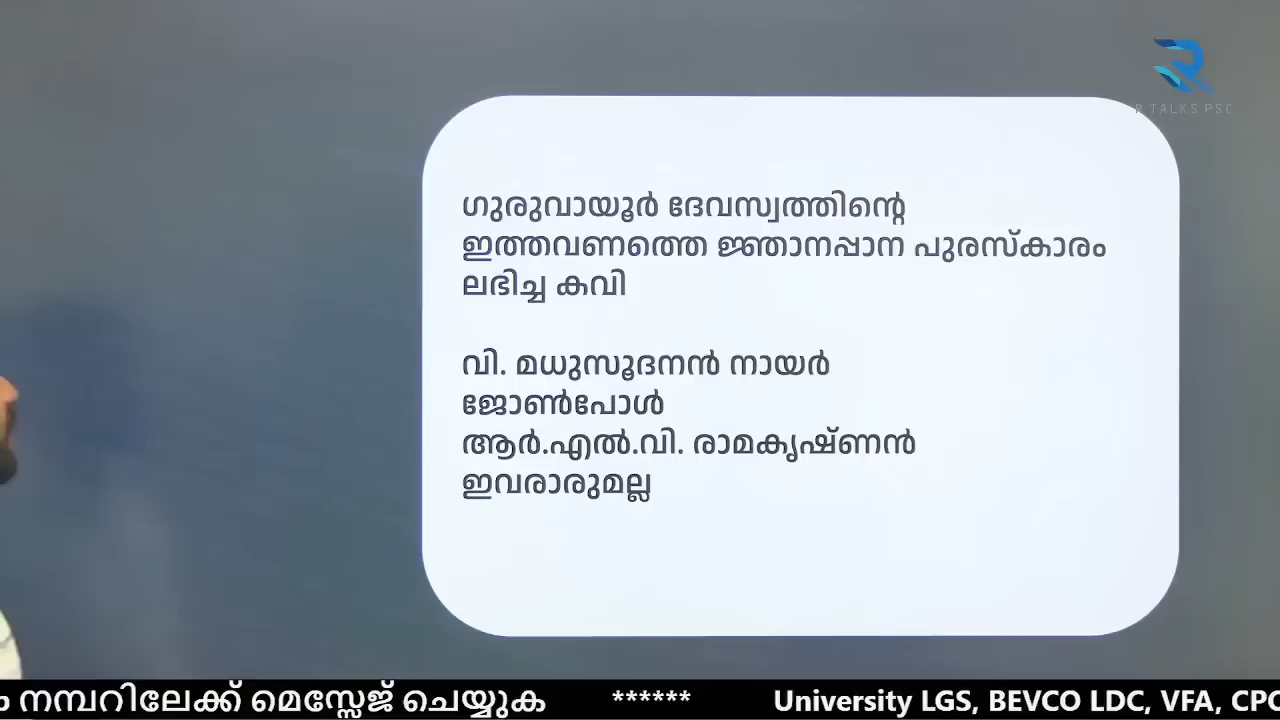 R TALKS PSC
ഗുരുവായൂർ ദേവസ്വത്തിന്റെ
ഇത്തവണത്തെ ജ്ഞാനപ്പാന പുരസ്കാരം
ലഭിച്ച കവി
വി. മധുസൂദനൻ നായർ
ജോൺപോൾ
ആർ.എൽ.വി. രാമകൃഷ്ണൻ
ഇവരാരുമല്ല
നമ്പറിലേക്ക് മെസ്സേജ് ചെയ്യുക ****** University LGS, BEVCO LDC, VFA, CPO